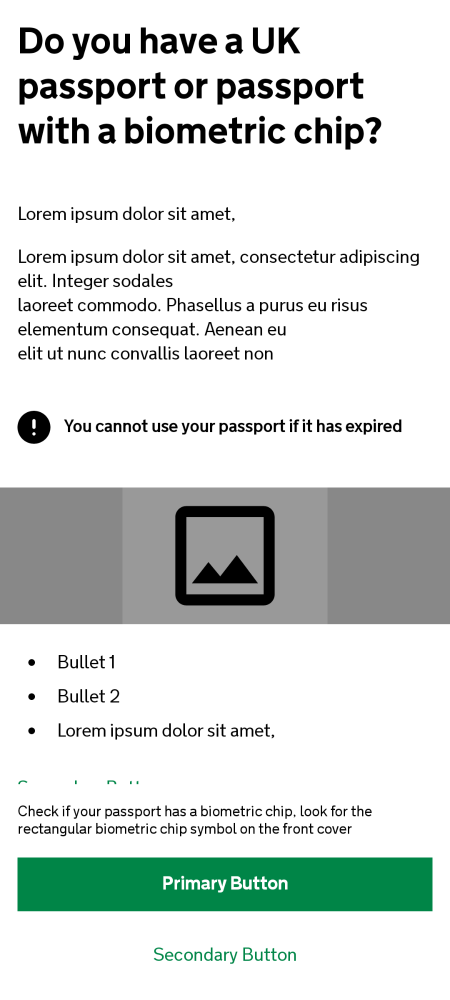 Do you have a UK
passport or passport
with a biometric chip?
Lorem ipsum dolor sit amet,
Lorem ipsum dolor sit amet, consectetur adipiscing
elit. Integer sodales
laoreet commodo. Phasellus a purus eu risus
elementum consequat. Aenean eu
elit ut nunc convallis laoreet non
You cannot use your passport if it has expired
• Bullet 1
• Bullet 2
• Lorem ipsum dolor sit amet,
Check if your passport has a biometric chip, look for the
rectangular biometric chip symbol on the front cover
Primary Button
Secondary Button